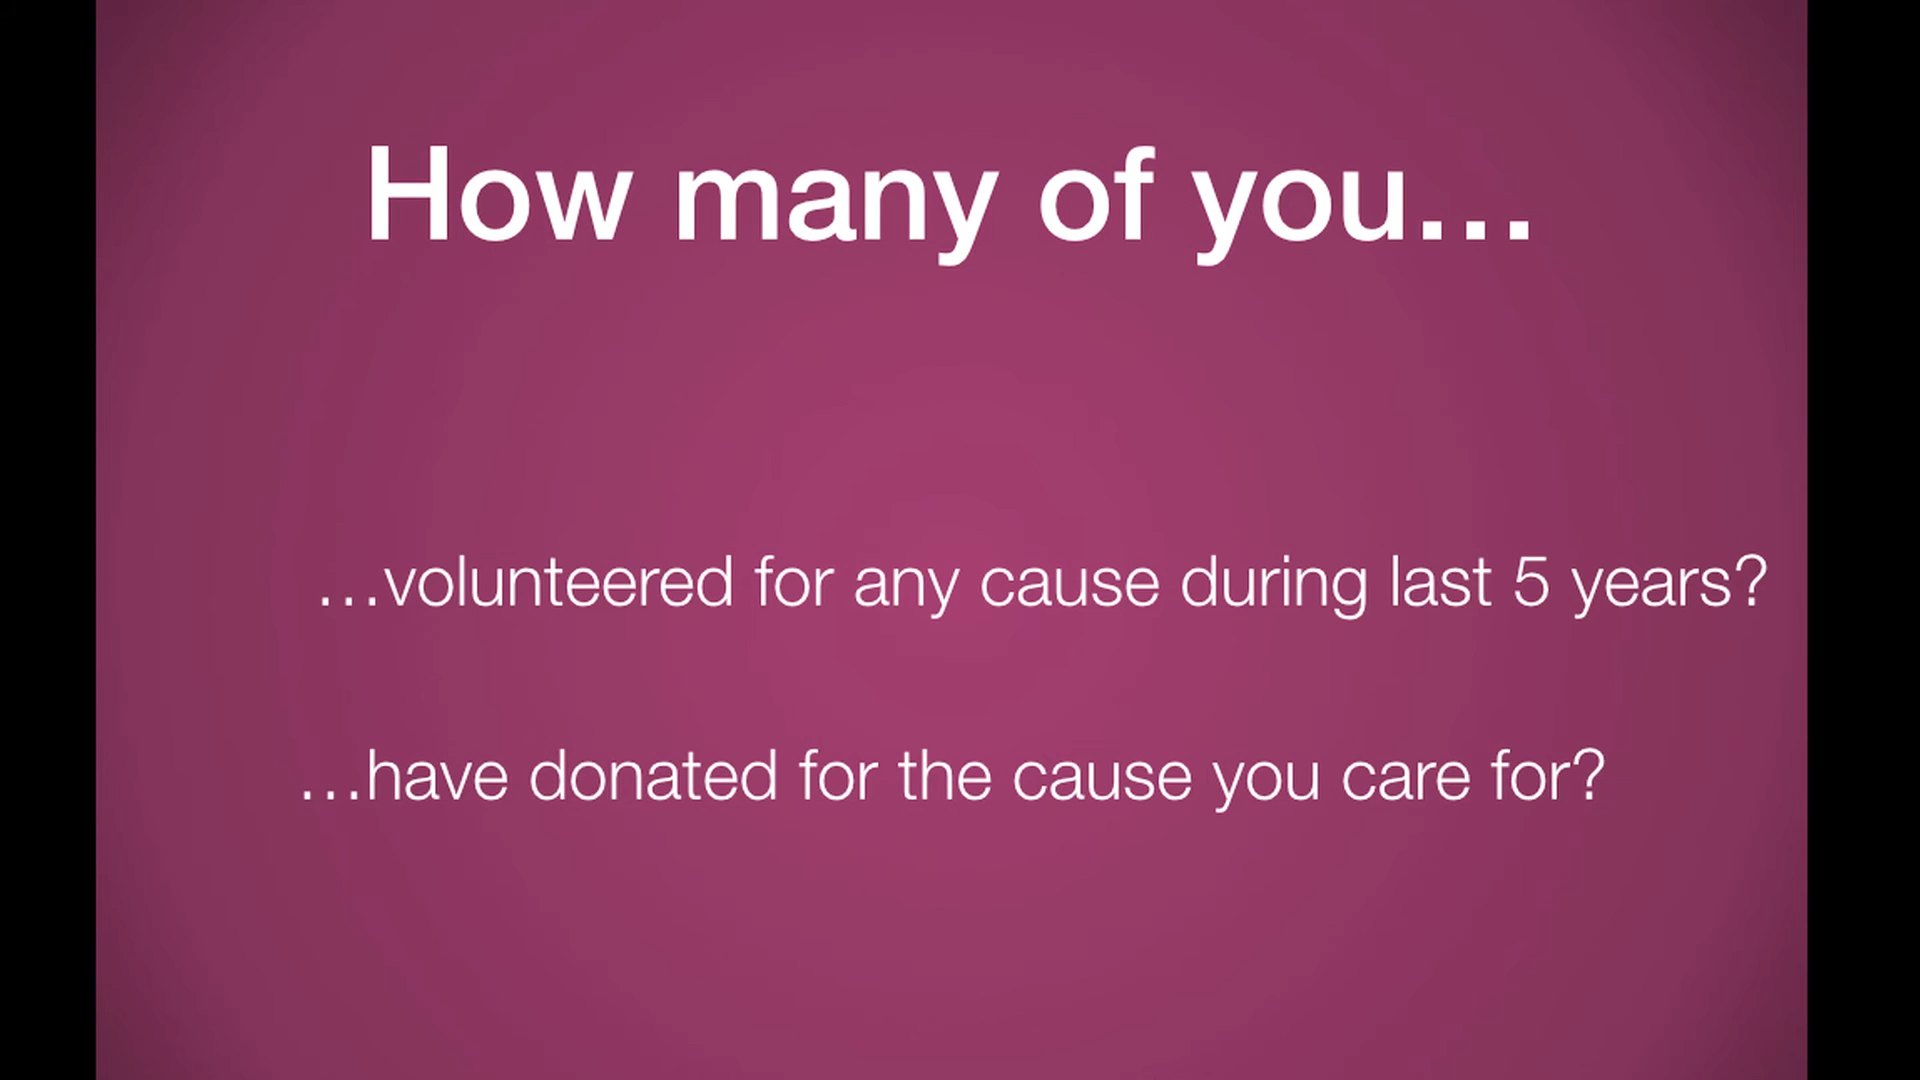 How many of you…
…volunteered for any cause during last 5 years?
…have donated for the cause you care for?